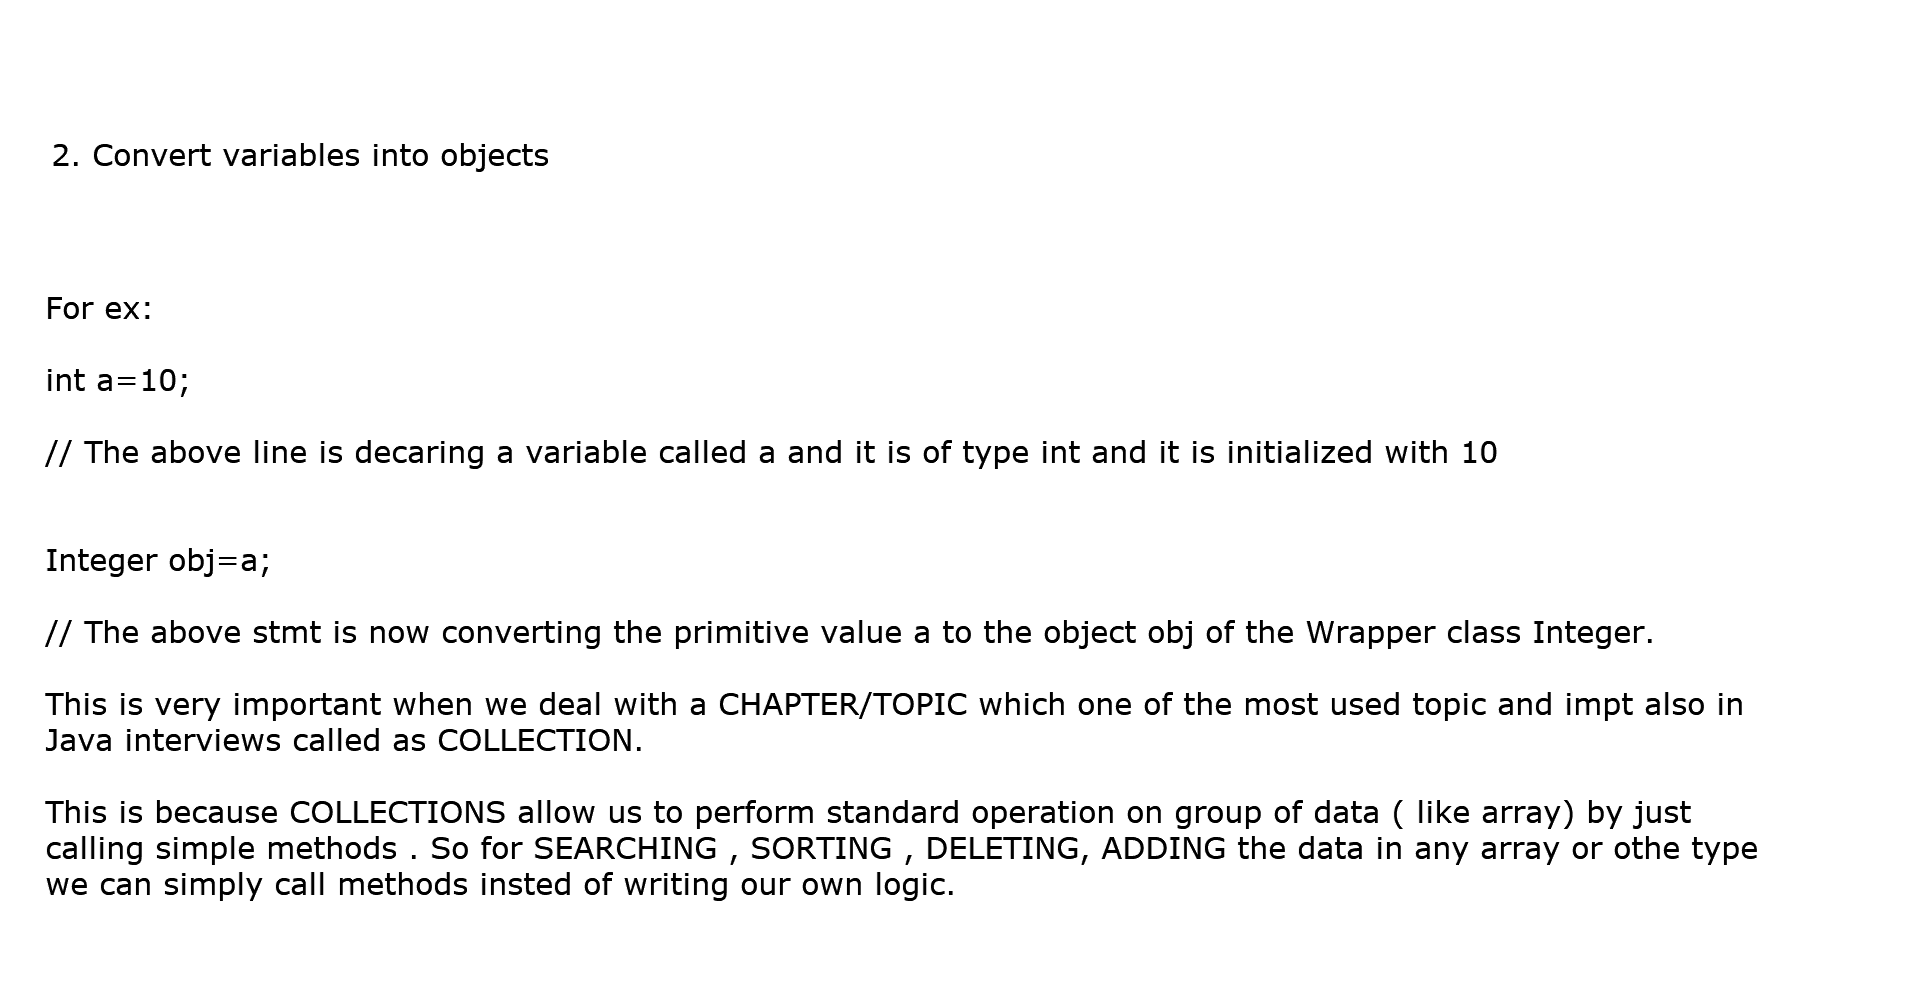 2. Convert variables into objects
For ex:
int a=10;
// The above line is decaring a variable called a and it is of type int and it is initialized with 10
Integer obj=a;
// The above stmt is now converting the primitive value a to the object obj of the Wrapper class Integer.
This is very important when we deal with a CHAPTER/TOPIC which one of the most used topic and impt also in
Java interviews called as COLLECTION.
This is because COLLECTIONS allow us to perform standard operation on group of data ( like array) by just
calling simple methods . So for SEARCHING , SORTING , DELETING, ADDING the data in any array or othe type
we can simply call methods insted of writing our own logic.